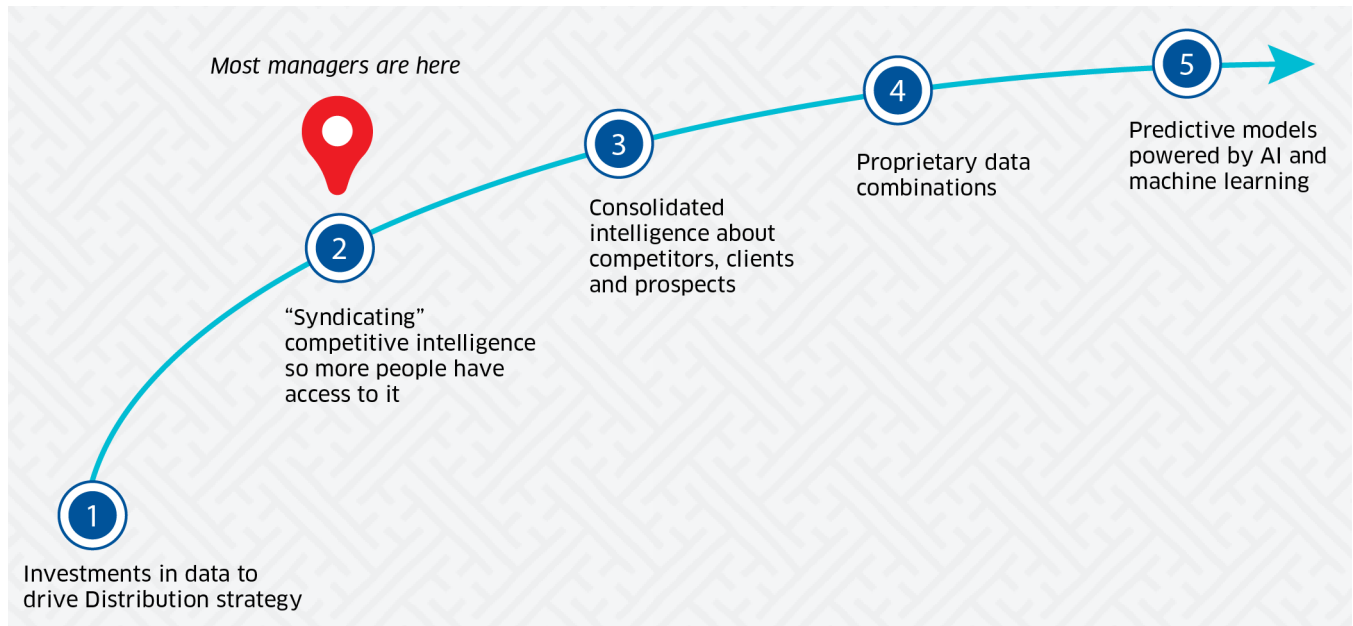 Most managers are here
1
Investments in data to
drive Distribution strategy
2
“Syndicating”
competitive intelligence
so more people have
access to it
3
Consolidated
intelligence about
competitors, clients
and prospects
4
Proprietary data
combinations
5
Predictive models
powered by AI and
machine learning